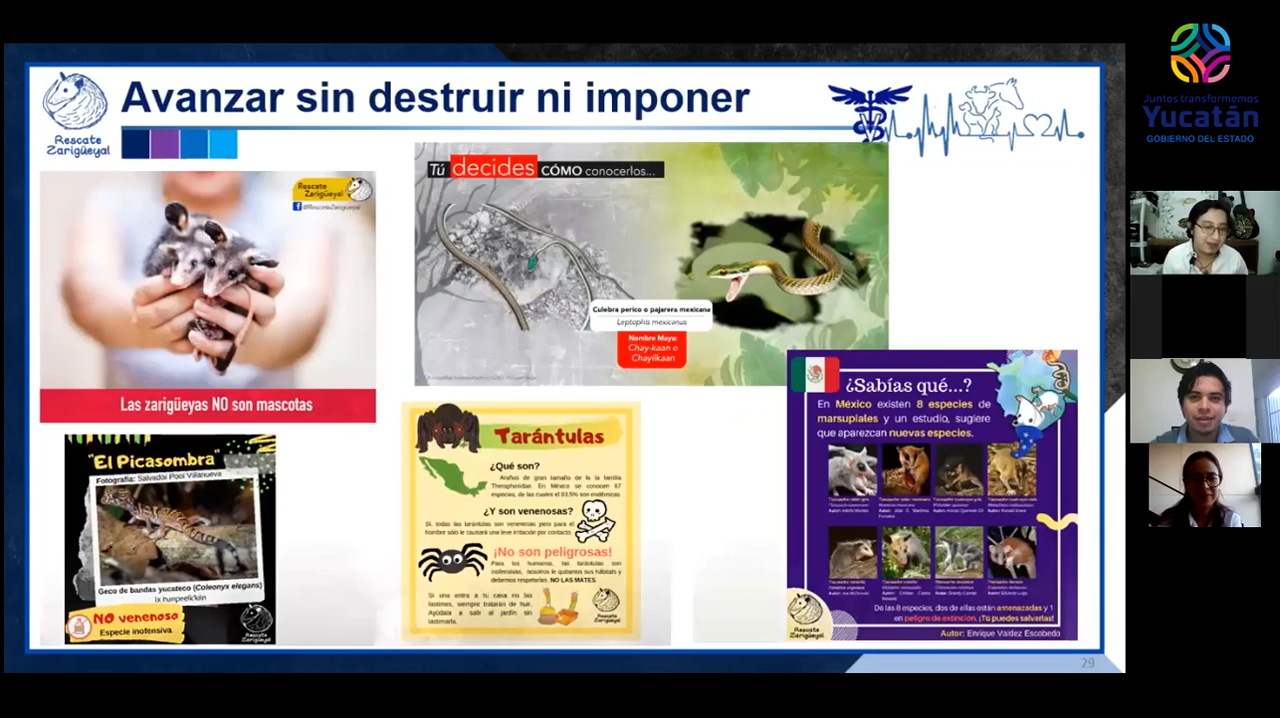 Avanzar sin destruir ni imponer
Rescate
Zarigüeyal
Juntos transformemos
Yucatán
GOBIERNO DEL ESTADO
Rescate
Zarigüeyal
@RescateZarigueyal
Las zarigüeyas NO son mascotas
Tú decides CÓMO conocerlos...
Culebra perico o pajarera mexicana
Leptophis mexicanus
Nombre Maya:
Chay-kaan o
Chayilkaan
"El Picasombra"
Fotografía: Salvador Pool Villanueva
Geco de bandas yucateco (Coleonyx elegans)
NO venenoso
Especie inofensiva
Rescate
Zarigüeyal
Tarántulas
¿Qué son?
Arañas de gran tamaño de la familia
Theraphosidae. En México se conocen 67
especies, de las cuales el 93.5% son endémicas
¿Y son venenosas?
Si, todas las tarántulas son venenosas pero para el
hombre sólo le causará una leve irritación por contacto.
¡No son peligrosas!
Para los humanos, las tarántulas son
inofensivas, nosotros le quitamos sus hábitats y
debemos respetarlas. NO LAS MATES.
Si una entra a tu casa no las
lastimes, siempre tratarán de huir.
Ayúdala a salir al jardín sin
lastimarla.
Rescate
Zarigüeyal
¿Sabías qué...?
En México existen 8 especies de
marsupiales y un estudio, sugiere
que aparezcan nuevas especies.
De las 8 especies, dos de ellas están amenazadas y 1
en peligro de extinción. ¡Tú puedes salvarlas!
Rescate
Zarigüeyal
Autor: Enrique Valdez Escobedo
29